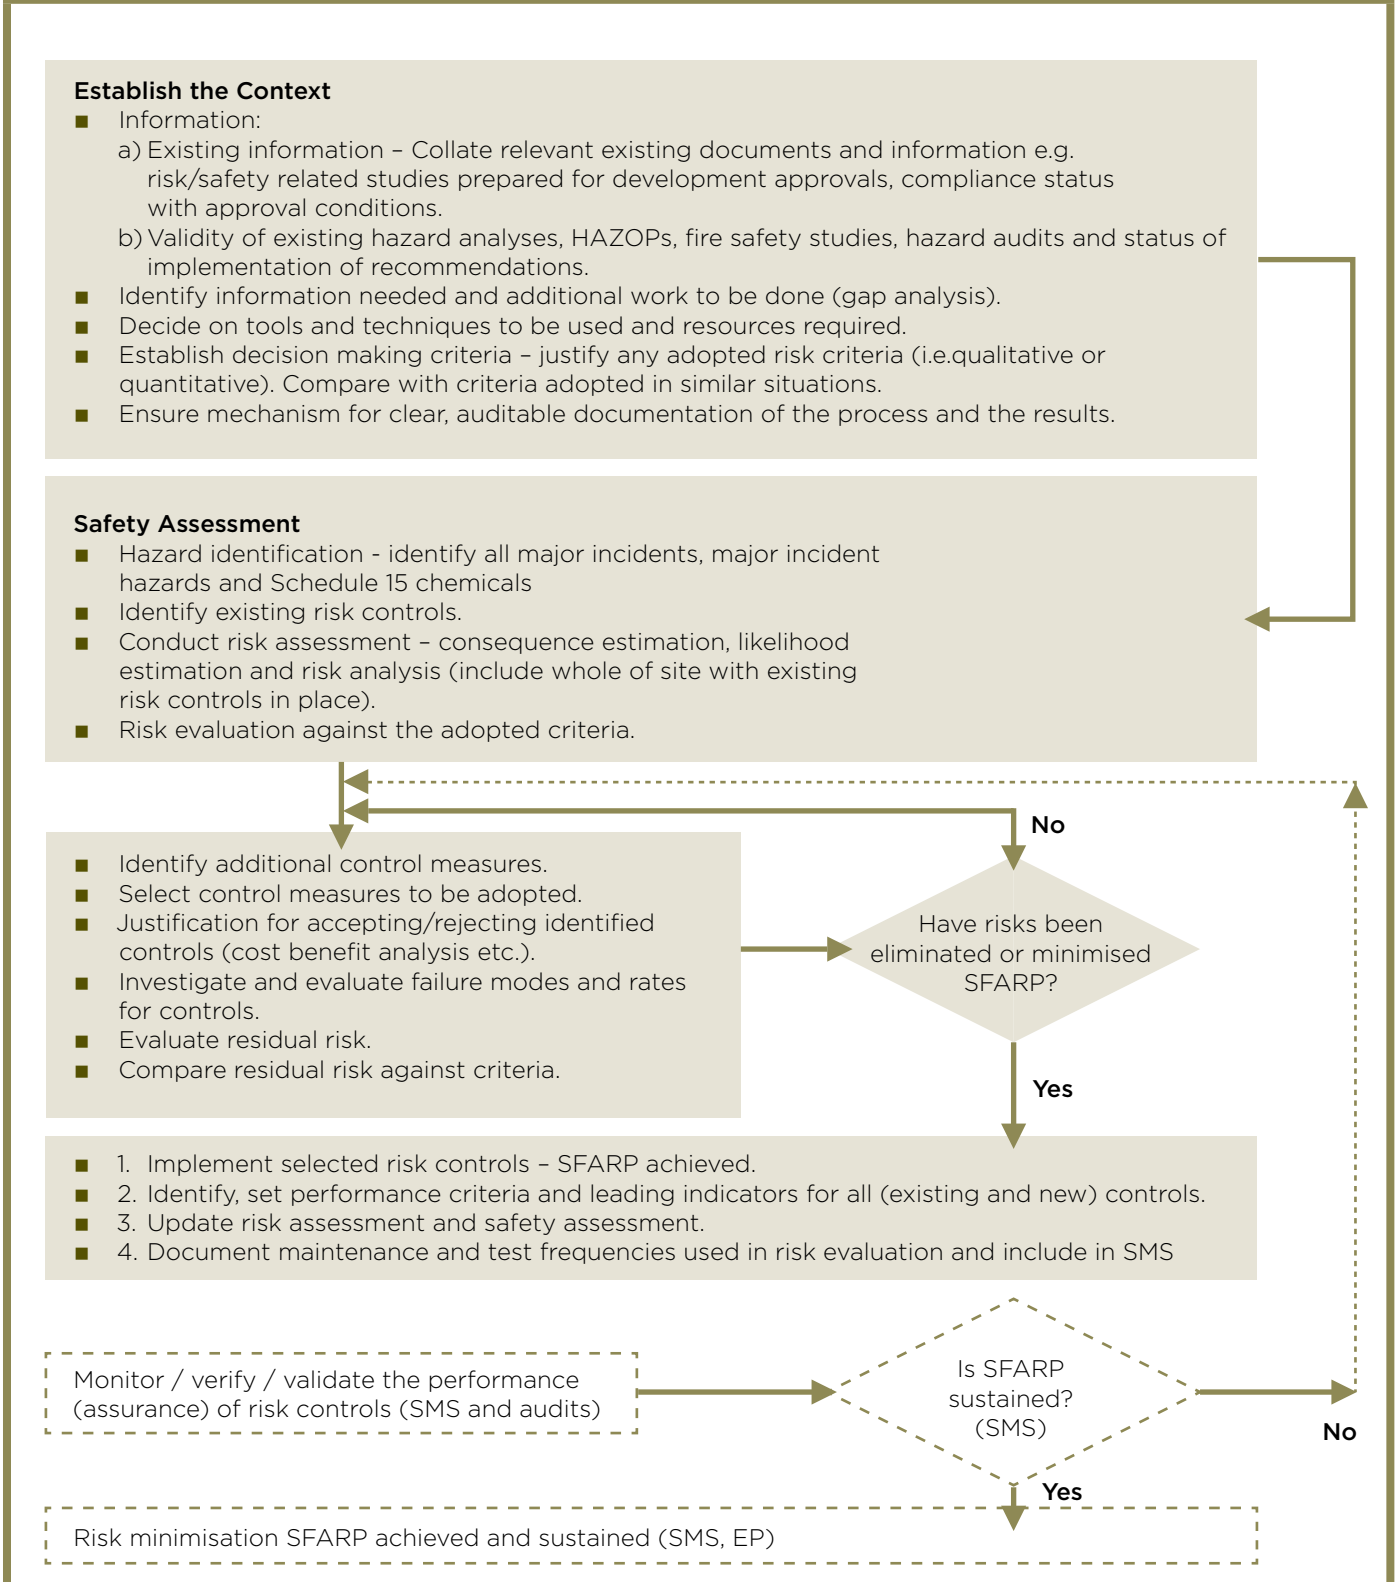 Establish the Context
■ Information:
a) Existing information – Collate relevant existing documents and information e.g.
risk/safety related studies prepared for development approvals, compliance status
with approval conditions.
b) Validity of existing hazard analyses, HAZOPs, fire safety studies, hazard audits and status of
implementation of recommendations.
■ Identify information needed and additional work to be done (gap analysis).
■ Decide on tools and techniques to be used and resources required.
■ Establish decision making criteria – justify any adopted risk criteria (i.e.qualitative or
quantitative). Compare with criteria adopted in similar situations.
■ Ensure mechanism for clear, auditable documentation of the process and the results.
Safety Assessment
■ Hazard identification - identify all major incidents, major incident
hazards and Schedule 15 chemicals
■ Identify existing risk controls.
■ Conduct risk assessment – consequence estimation, likelihood
estimation and risk analysis (include whole of site with existing
risk controls in place).
■ Risk evaluation against the adopted criteria.
■ Identify additional control measures.
■ Select control measures to be adopted.
■ Justification for accepting/rejecting identified
controls (cost benefit analysis etc.).
■ Investigate and evaluate failure modes and rates
for controls.
■ Evaluate residual risk.
■ Compare residual risk against criteria.
No
Have risks been
eliminated or minimised
SFARP?
Yes
■ 1. Implement selected risk controls – SFARP achieved.
■ 2. Identify, set performance criteria and leading indicators for all (existing and new) controls.
■ 3. Update risk assessment and safety assessment.
■ 4. Document maintenance and test frequencies used in risk evaluation and include in SMS
Monitor / verify / validate the performance
(assurance) of risk controls (SMS and audits)
Is SFARP
sustained?
(SMS)
No
Yes
Risk minimisation SFARP achieved and sustained (SMS, EP)